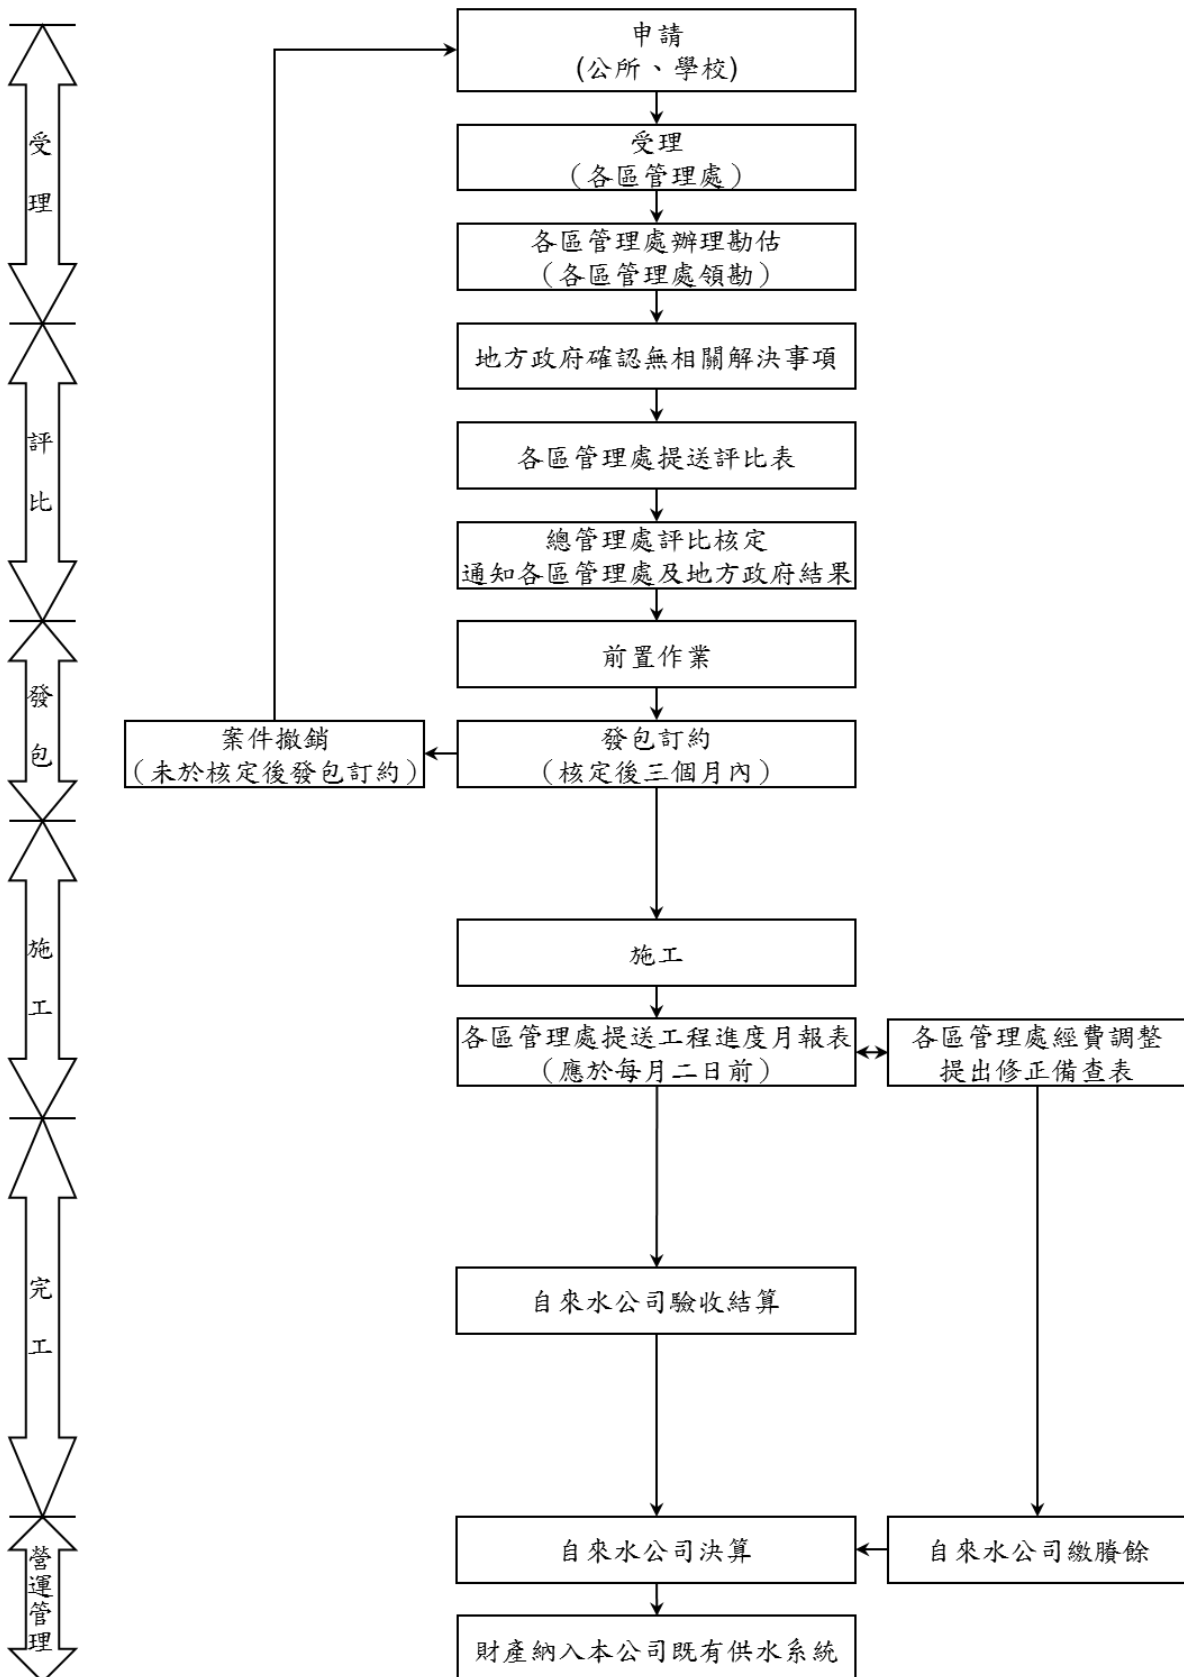 受理
評比
發包
施工
完工
營運管理
申請
(公所、學校)
受理
（各區管理處）
各區管理處辦理勘估
（各區管理處領勘）
地方政府確認無相關解決事項
各區管理處提送評比表
總管理處評比核定
通知各區管理處及地方政府結果
前置作業
案件撤銷
（未於核定後發包訂約）
發包訂約
（核定後三個月內）
施工
各區管理處提送工程進度月報表
（應於每月二日前）
各區管理處經費調整
提出修正備查表
自來水公司驗收結算
自來水公司決算
自來水公司繳賸餘
財產納入本公司既有供水系統